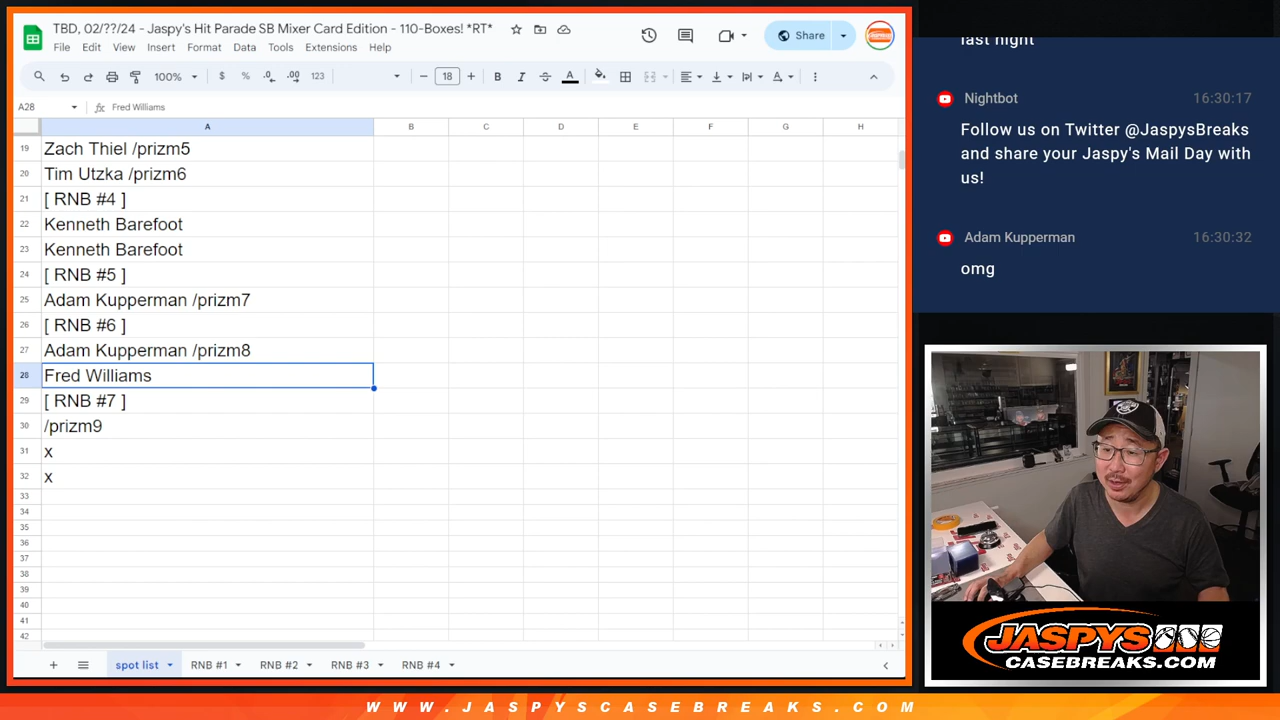 TBD, 02/??/24 - Jaspy's Hit Parade SB Mixer Card Edition - 110-Boxes! *RT*
File Edit View Insert Format Data Tools Extensions Help
Share
100% $ % .0 .00 123 18 B I A
A28 fx Fred Williams
A B C D E F G H
19 Zach Thiel /prizm5
20 Tim Utzka /prizm6
21 [ RNB #4 ]
22 Kenneth Barefoot
23 Kenneth Barefoot
24 [ RNB #5 ]
25 Adam Kupperman /prizm7
26 [ RNB #6 ]
27 Adam Kupperman /prizm8
28 Fred Williams
29 [ RNB #7 ]
30 /prizm9
31 x
32 x
33
34
35
36
37
38
39
40
41
42
spot list RNB #1 RNB #2 RNB #3 RNB #4
last night
Nightbot 16:30:17
Follow us on Twitter @JaspysBreaks
and share your Jaspy's Mail Day with
us!
Adam Kupperman 16:30:32
omg
JASPYS
CASEBREAKS.COM
WWW.JASPYSCASEBREAKS.COM